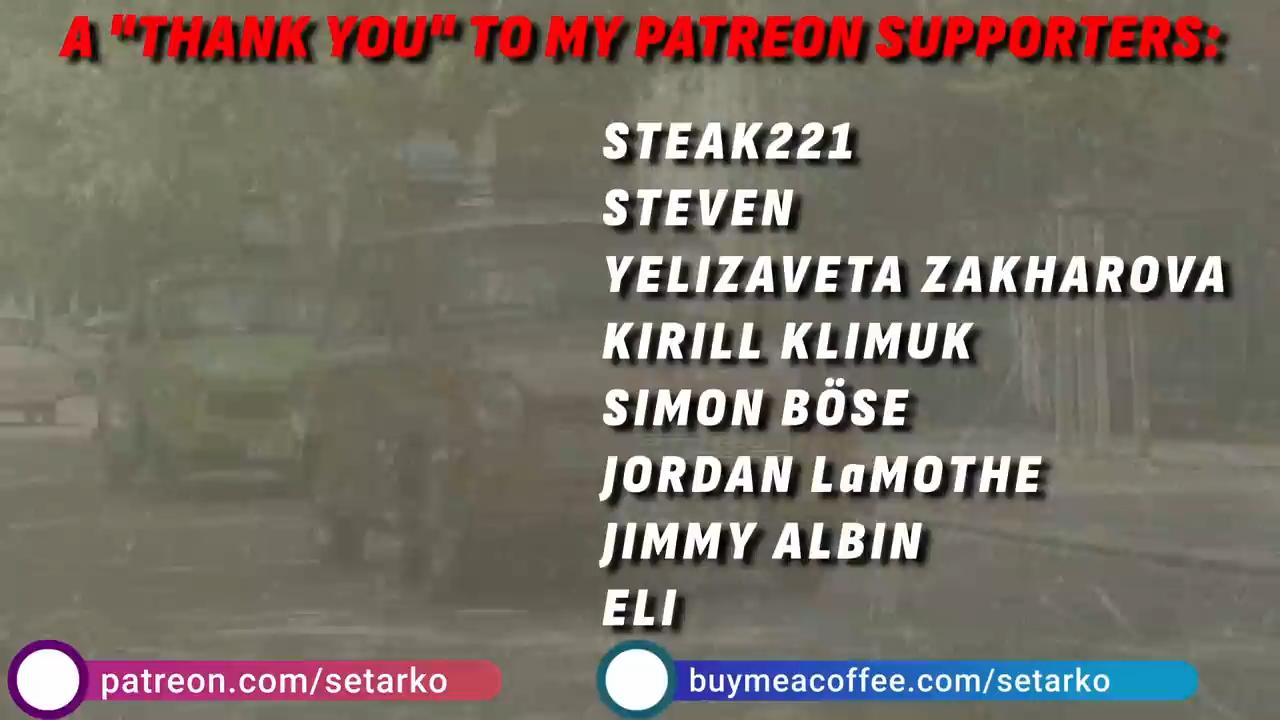 A "THANK YOU" TO MY PATREON SUPPORTERS:
STEAK221
STEVEN
YELIZAVETA ZAKHAROVA
KIRILL KLIMUK
SIMON BÖSE
JORDAN LaMOTHE
JIMMY ALBIN
ELI
patreon.com/setarko
buymeacoffee.com/setarko